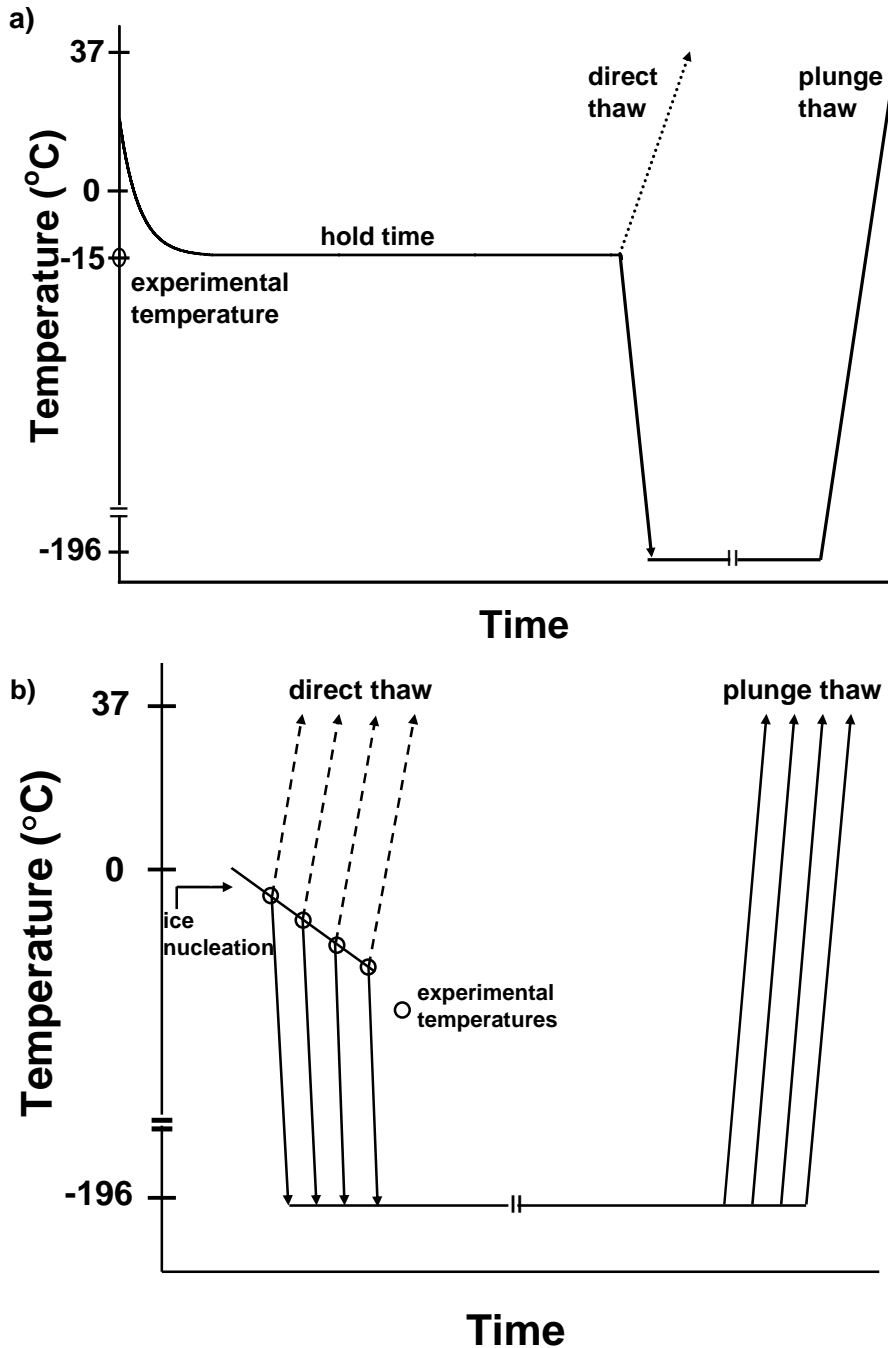 a)
37
direct
thaw
plunge
thaw
0
hold time
-15
experimental
temperature
Temperature (oC)
-196
Time
b)
direct thaw
plunge thaw
37
0
ice
nucleation
experimental
temperatures
Temperature (°C)
-196
Time